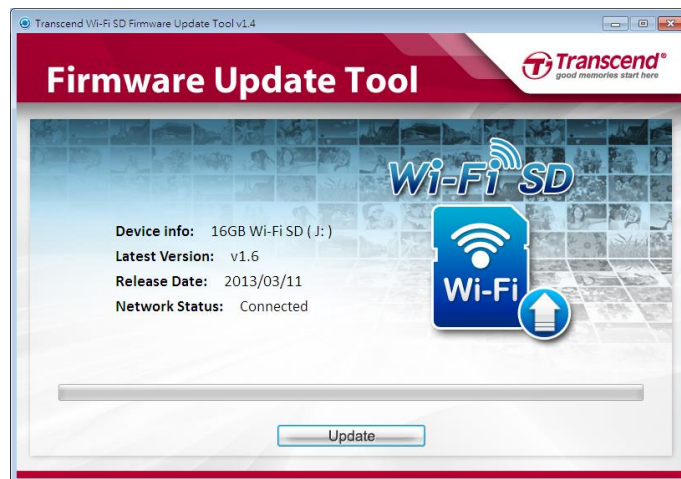 Transcend Wi-Fi SD Firmware Update Tool v1.4
Firmware Update Tool
Transcend®
good memories start here
Wi-Fi SD
Device info: 16GB Wi-Fi SD ( J: )
Latest Version: v1.6
Release Date: 2013/03/11
Network Status: Connected
Wi-Fi
Update